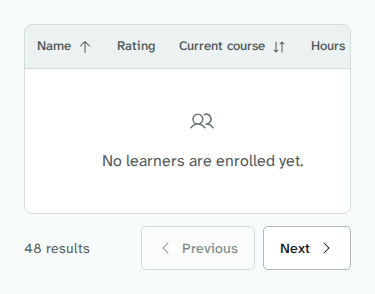 Name Rating Current course Hours
No learners are enrolled yet.
48 results Previous Next